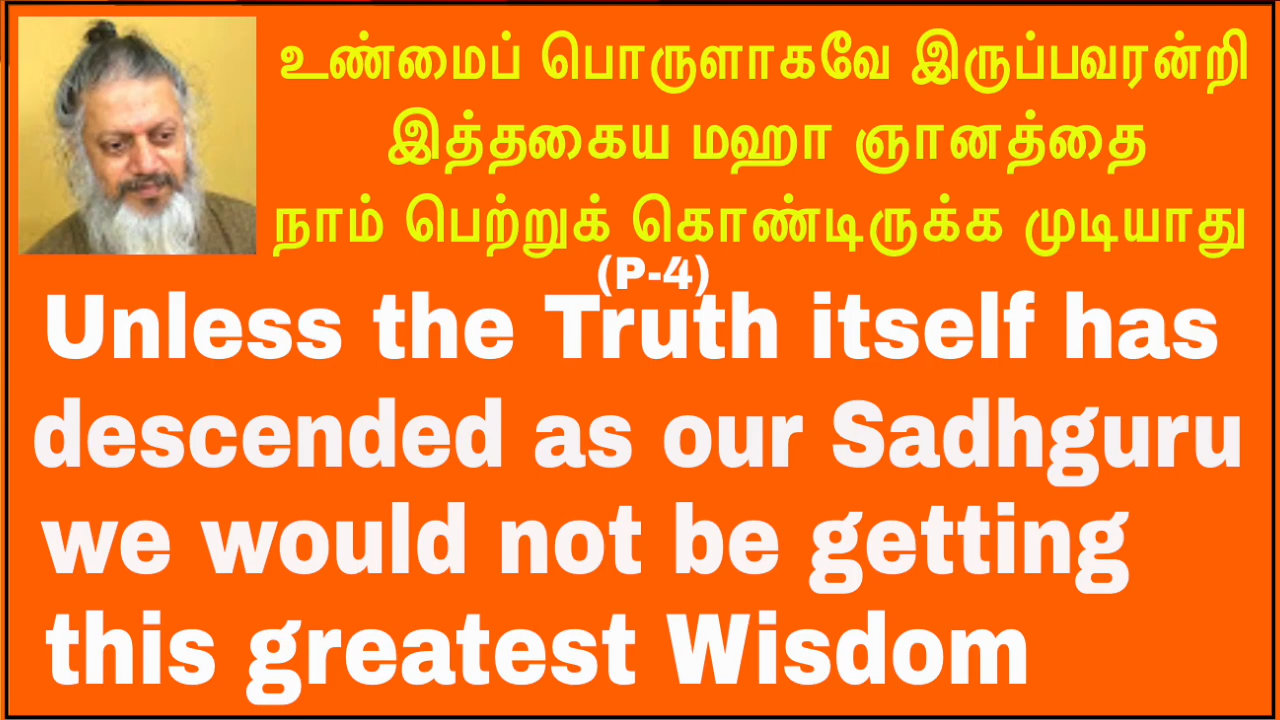 உண்மைப் பொருளாகவே இருப்பவரன்றி
இத்தகைய மஹா ஞானத்தை
நாம் பெற்றுக் கொண்டிருக்க முடியாது
(P-4)
Unless the Truth itself has
descended as our Sadhguru
we would not be getting
this greatest Wisdom